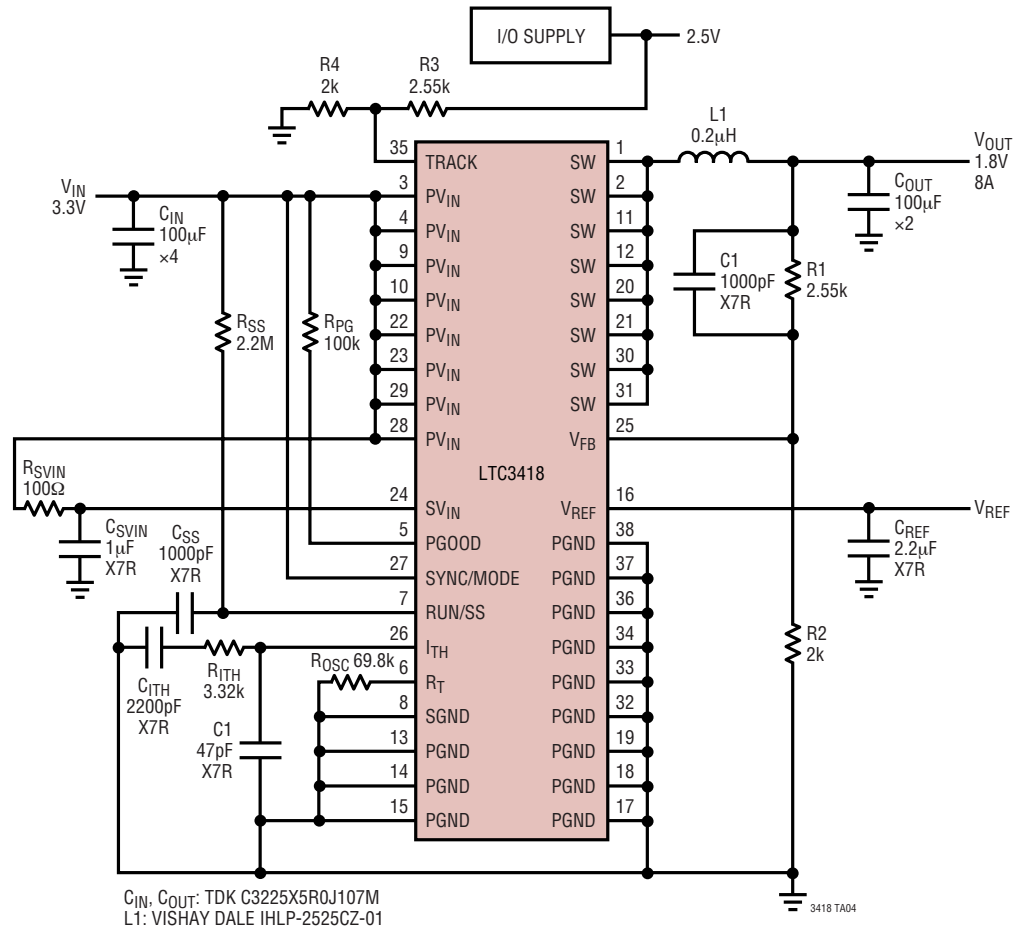 I/O SUPPLY
2.5V
R4
2k
R3
2.55k
L1
0.2µH
VOUT
1.8V
8A
35
TRACK
SW
1
VIN
3.3V
3
PVIN
SW
2
CIN
100µF
×4
COUT
100µF
×2
4
PVIN
SW
11
9
PVIN
SW
12
C1
1000pF
X7R
R1
2.55k
10
PVIN
SW
20
RSS
2.2M
RPG
100k
22
PVIN
SW
21
23
PVIN
SW
30
29
PVIN
SW
31
28
PVIN
VFB
25
LTC3418
RSVIN
100Ω
24
SVIN
VREF
16
VREF
CSVIN
1µF
X7R
CSS
1000pF
X7R
5
PGOOD
PGND
38
CREF
2.2µF
X7R
27
SYNC/MODE
PGND
37
7
RUN/SS
PGND
36
26
ITH
PGND
34
R2
2k
CITH
2200pF
X7R
RITH
3.32k
ROSC 69.8k
6
RT
PGND
33
8
SGND
PGND
32
C1
47pF
X7R
13
PGND
PGND
19
14
PGND
PGND
18
15
PGND
PGND
17
CIN, COUT: TDK C3225X5R0J107M
L1: VISHAY DALE IHLP-2525CZ-01
3418 TA04